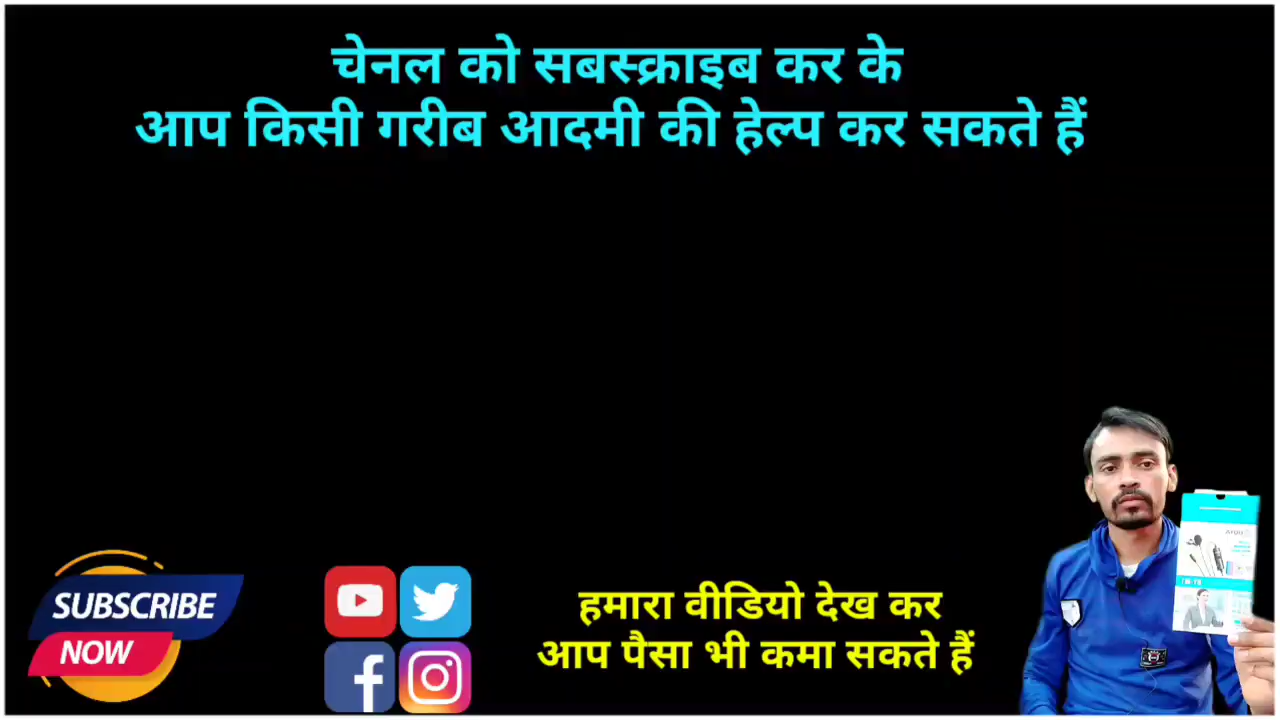 चेनल को सबस्क्राइब कर के
आप किसी गरीब आदमी की हेल्प कर सकते हैं
SUBSCRIBE
NOW
हमारा वीडियो देख कर
आप पैसा भी कमा सकते हैं